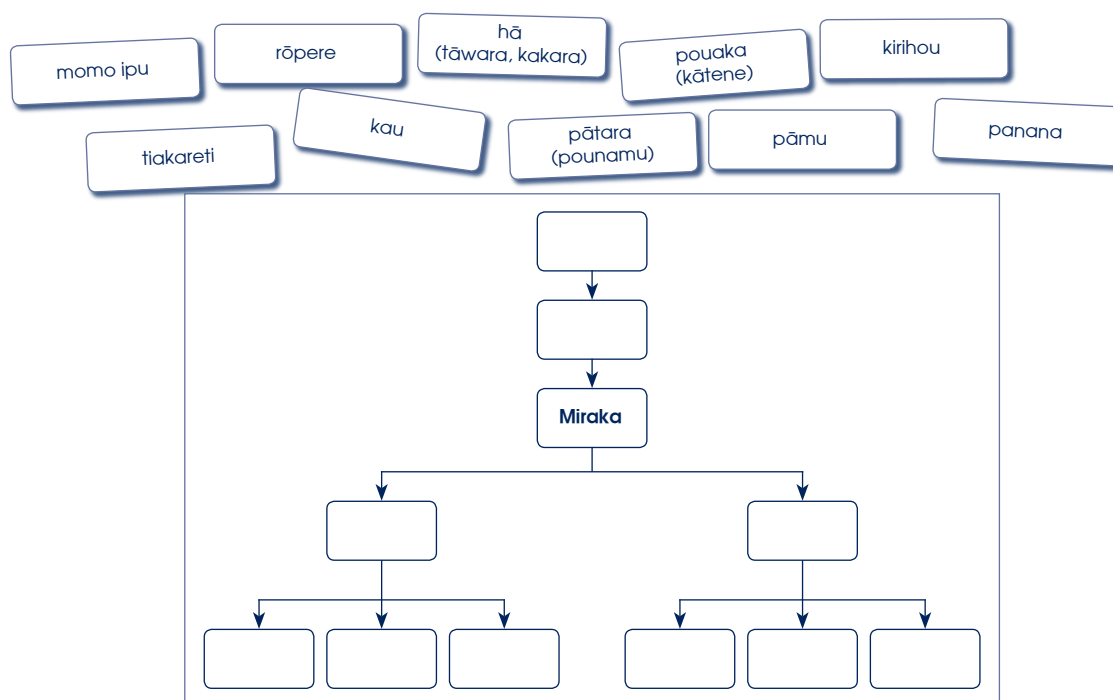 momo ipu
rōpere
hā
(tāwara, kakara)
pouaka
(kātene)
kirihou
tiakareti
kau
pātara
(pounamu)
pāmu
panana
Miraka